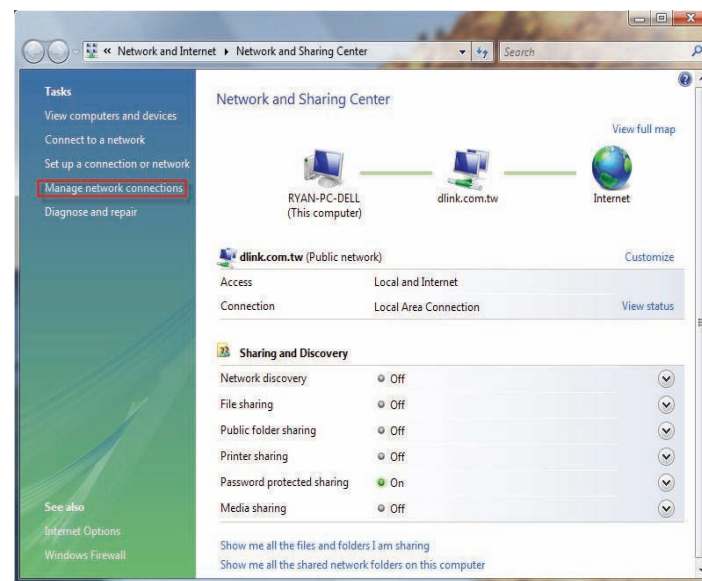 « Network and Internet ▸ Network and Sharing Center
Search
Tasks
View computers and devices
Connect to a network
Set up a connection or network
Manage network connections
Diagnose and repair
See also
Internet Options
Windows Firewall
Network and Sharing Center
View full map
RYAN-PC-DELL
(This computer)
dlink.com.tw
Internet
dlink.com.tw (Public network)
Customize
Access Local and Internet
Connection Local Area Connection View status
Sharing and Discovery
Network discovery Off
File sharing Off
Public folder sharing Off
Printer sharing Off
Password protected sharing On
Media sharing Off
Show me all the files and folders I am sharing
Show me all the shared network folders on this computer